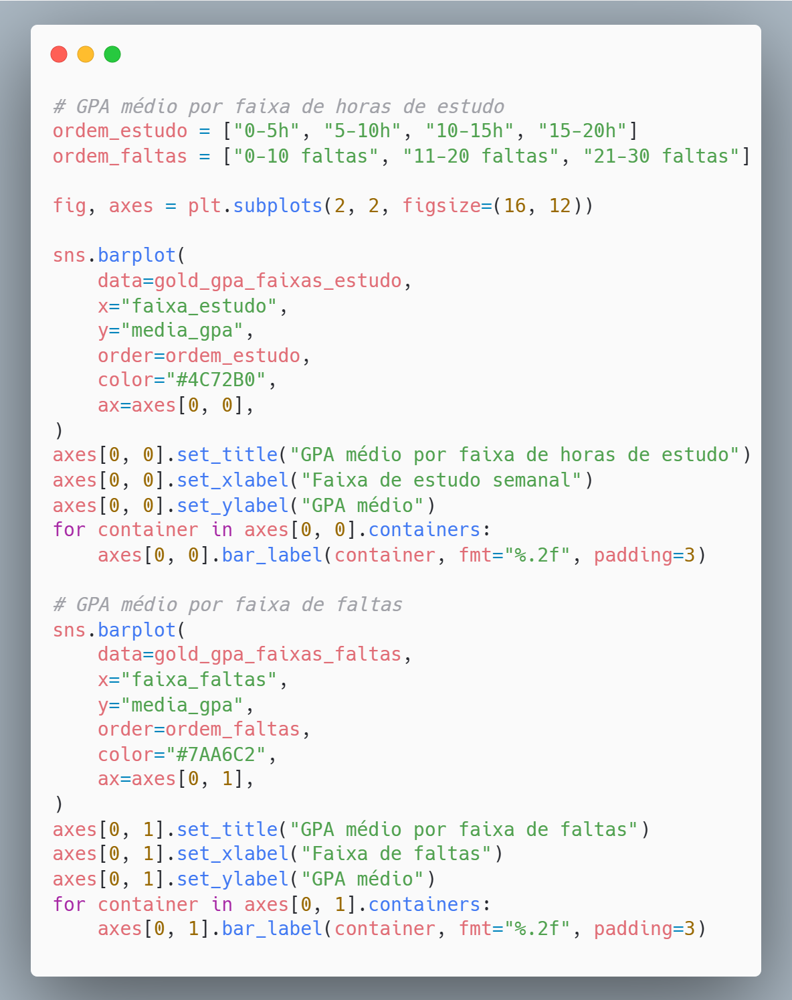 # GPA médio por faixa de horas de estudo
ordem_estudo = ["0-5h", "5-10h", "10-15h", "15-20h"]
ordem_faltas = ["0-10 faltas", "11-20 faltas", "21-30 faltas"]

fig, axes = plt.subplots(2, 2, figsize=(16, 12))

sns.barplot(
    data=gold_gpa_faixas_estudo,
    x="faixa_estudo",
    y="media_gpa",
    order=ordem_estudo,
    color="#4C72B0",
    ax=axes[0, 0],
)
axes[0, 0].set_title("GPA médio por faixa de horas de estudo")
axes[0, 0].set_xlabel("Faixa de estudo semanal")
axes[0, 0].set_ylabel("GPA médio")
for container in axes[0, 0].containers:
    axes[0, 0].bar_label(container, fmt="%.2f", padding=3)

# GPA médio por faixa de faltas
sns.barplot(
    data=gold_gpa_faixas_faltas,
    x="faixa_faltas",
    y="media_gpa",
    order=ordem_faltas,
    color="#7AA6C2",
    ax=axes[0, 1],
)
axes[0, 1].set_title("GPA médio por faixa de faltas")
axes[0, 1].set_xlabel("Faixa de faltas")
axes[0, 1].set_ylabel("GPA médio")
for container in axes[0, 1].containers:
    axes[0, 1].bar_label(container, fmt="%.2f", padding=3)